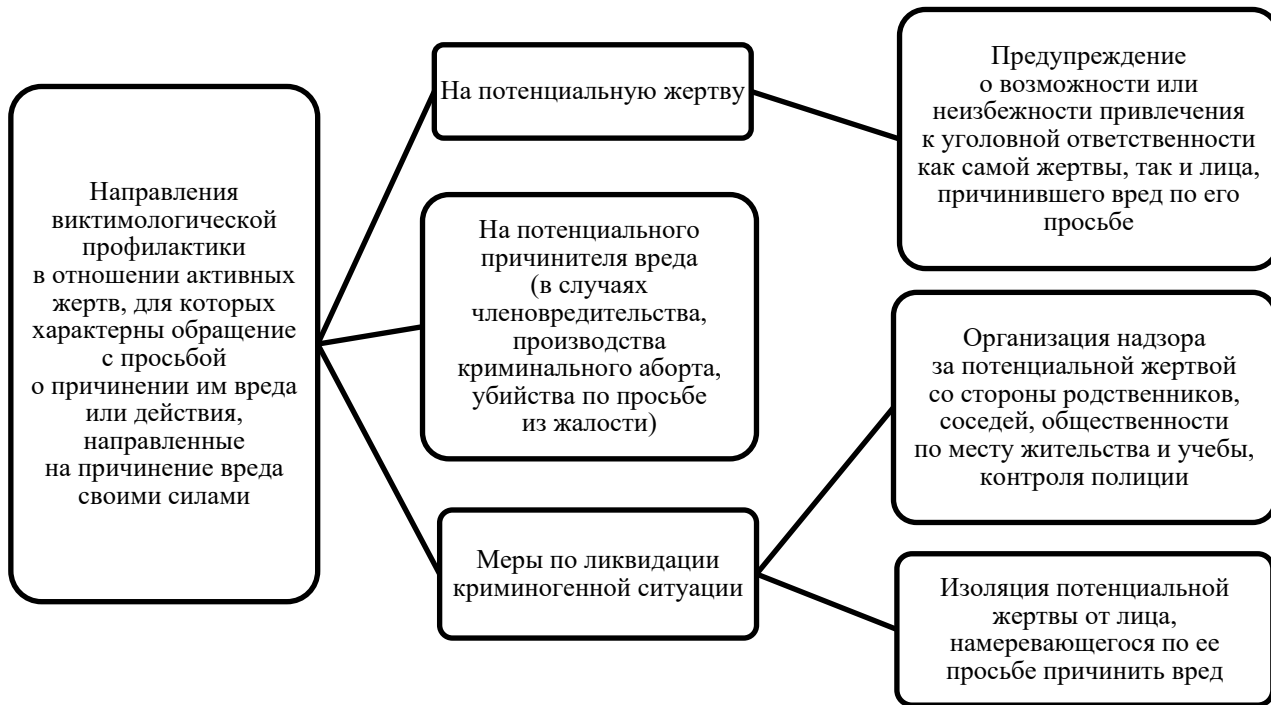 Направления
виктимологической
профилактики
в отношении активных
жертв, для которых
характерны обращение
с просьбой
о причинении им вреда
или действия,
направленные
на причинение вреда
своими силами
На потенциальную жертву
Предупреждение
о возможности или
неизбежности привлечения
к уголовной ответственности
как самой жертвы, так и лица,
причинившего вред по его
просьбе
На потенциального
причинителя вреда
(в случаях
членовредительства,
производства
криминального аборта,
убийства по просьбе
из жалости)
Меры по ликвидации
криминогенной ситуации
Организация надзора
за потенциальной жертвой
со стороны родственников,
соседей, общественности
по месту жительства и учебы,
контроля полиции
Изоляция потенциальной
жертвы от лица,
намеревающегося по ее
просьбе причинить вред